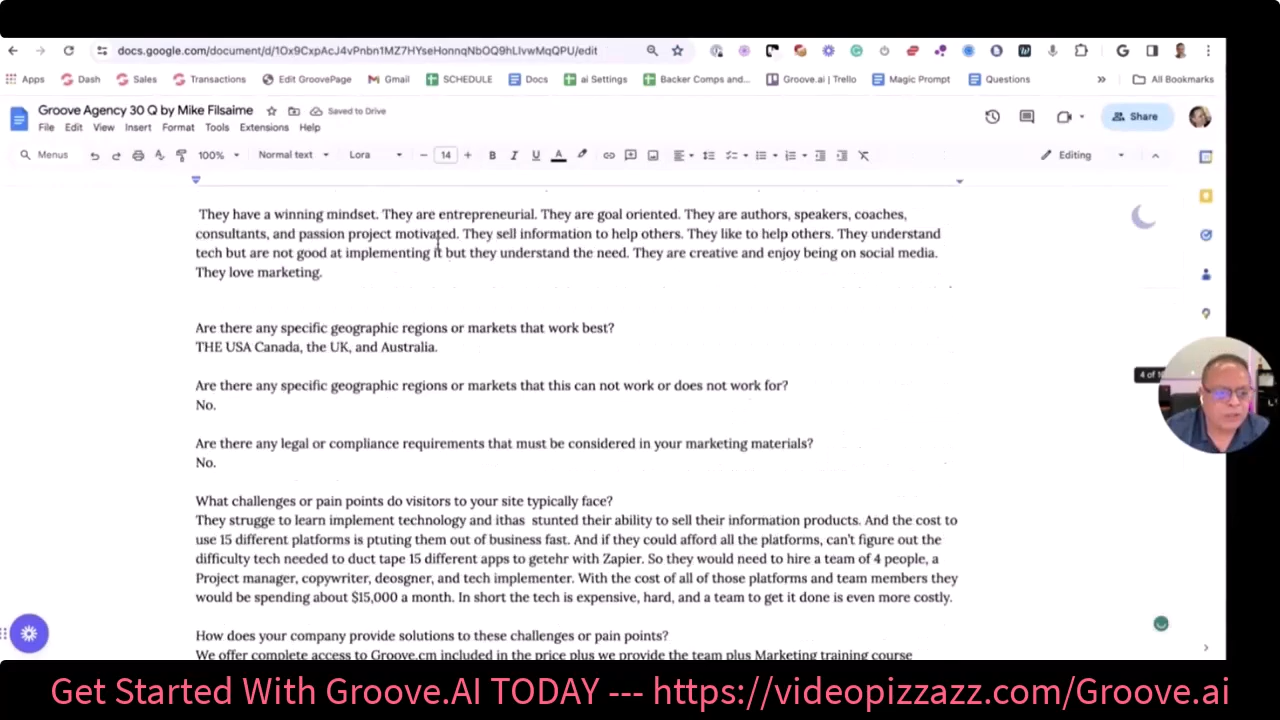 docs.google.com/document/d/1Ox9CxpAcJ4vPnbn1MZ7HYseHonnqNbOQ9hLIvwMqQPU/edit
Apps Dash Sales Transactions Edit GroovePage Gmail SCHEDULE Docs ai Settings Backer Comps and... Groove.ai | Trello Magic Prompt Questions » All Bookmarks
Groove Agency 30 Q by Mike Filsaime Saved to Drive
File Edit View Insert Format Tools Extensions Help
Share
Menus 100% Normal text Lora 14 Editing
They have a winning mindset. They are entrepreneurial. They are goal oriented. They are authors, speakers, coaches,
consultants, and passion project motivated. They sell information to help others. They like to help others. They understand
tech but are not good at implementing it but they understand the need. They are creative and enjoy being on social media.
They love marketing.
Are there any specific geographic regions or markets that work best?
THE USA Canada, the UK, and Australia.
Are there any specific geographic regions or markets that this can not work or does not work for?
No.
Are there any legal or compliance requirements that must be considered in your marketing materials?
No.
What challenges or pain points do visitors to your site typically face?
They strugge to learn implement technology and ithas stunted their ability to sell their information products. And the cost to
use 15 different platforms is ptuting them out of business fast. And if they could afford all the platforms, can't figure out the
difficulty tech needed to duct tape 15 different apps to getehr with Zapier. So they would need to hire a team of 4 people, a
Project manager, copywriter, deosgner, and tech implementer. With the cost of all of those platforms and team members they
would be spending about $15,000 a month. In short the tech is expensive, hard, and a team to get it done is even more costly.
How does your company provide solutions to these challenges or pain points?
We offer complete access to Groove.cm included in the price plus we provide the team plus Marketing training course
4 of
Get Started With Groove.AI TODAY --- https://videopizzazz.com/Groove.ai